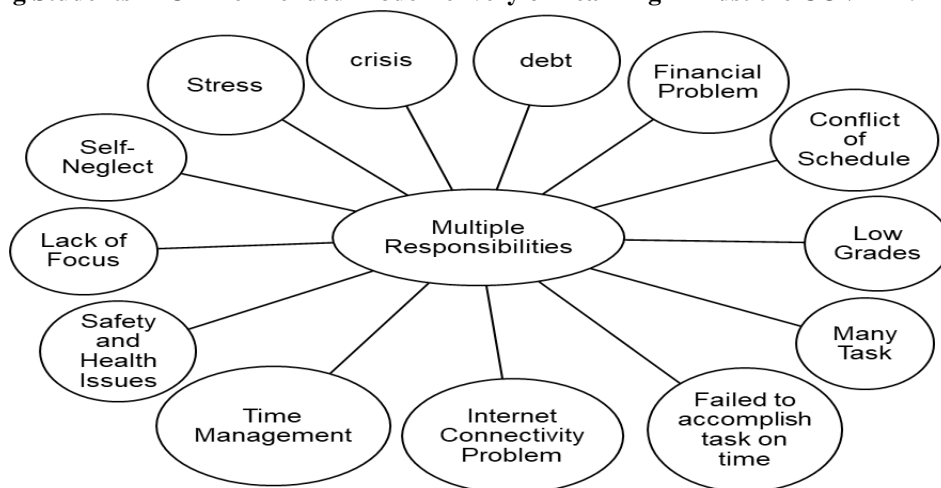 crisis
debt
Stress
Financial
Problem
Conflict
of
Schedule
Self-
Neglect
Multiple
Responsibilities
Lack of
Focus
Low
Grades
Safety
and
Health
Issues
Many
Task
Time
Management
Internet
Connectivity
Problem
Failed to
accomplish
task on
time